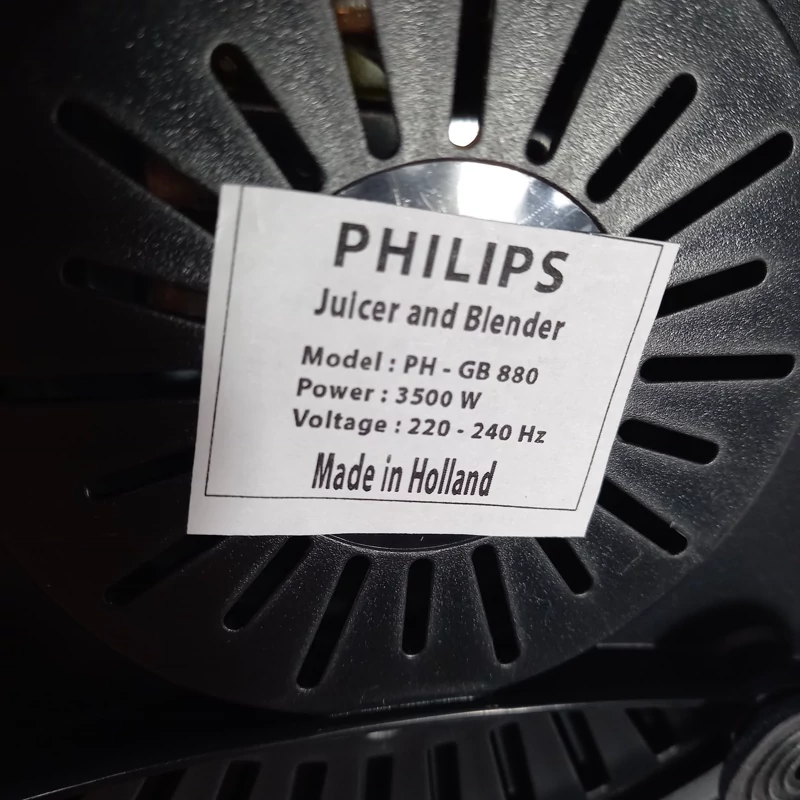 PHILIPS
Juicer and Blender
Model : PH - GB 880
Power : 3500 W
Voltage : 220 - 240 Hz
Made in Holland